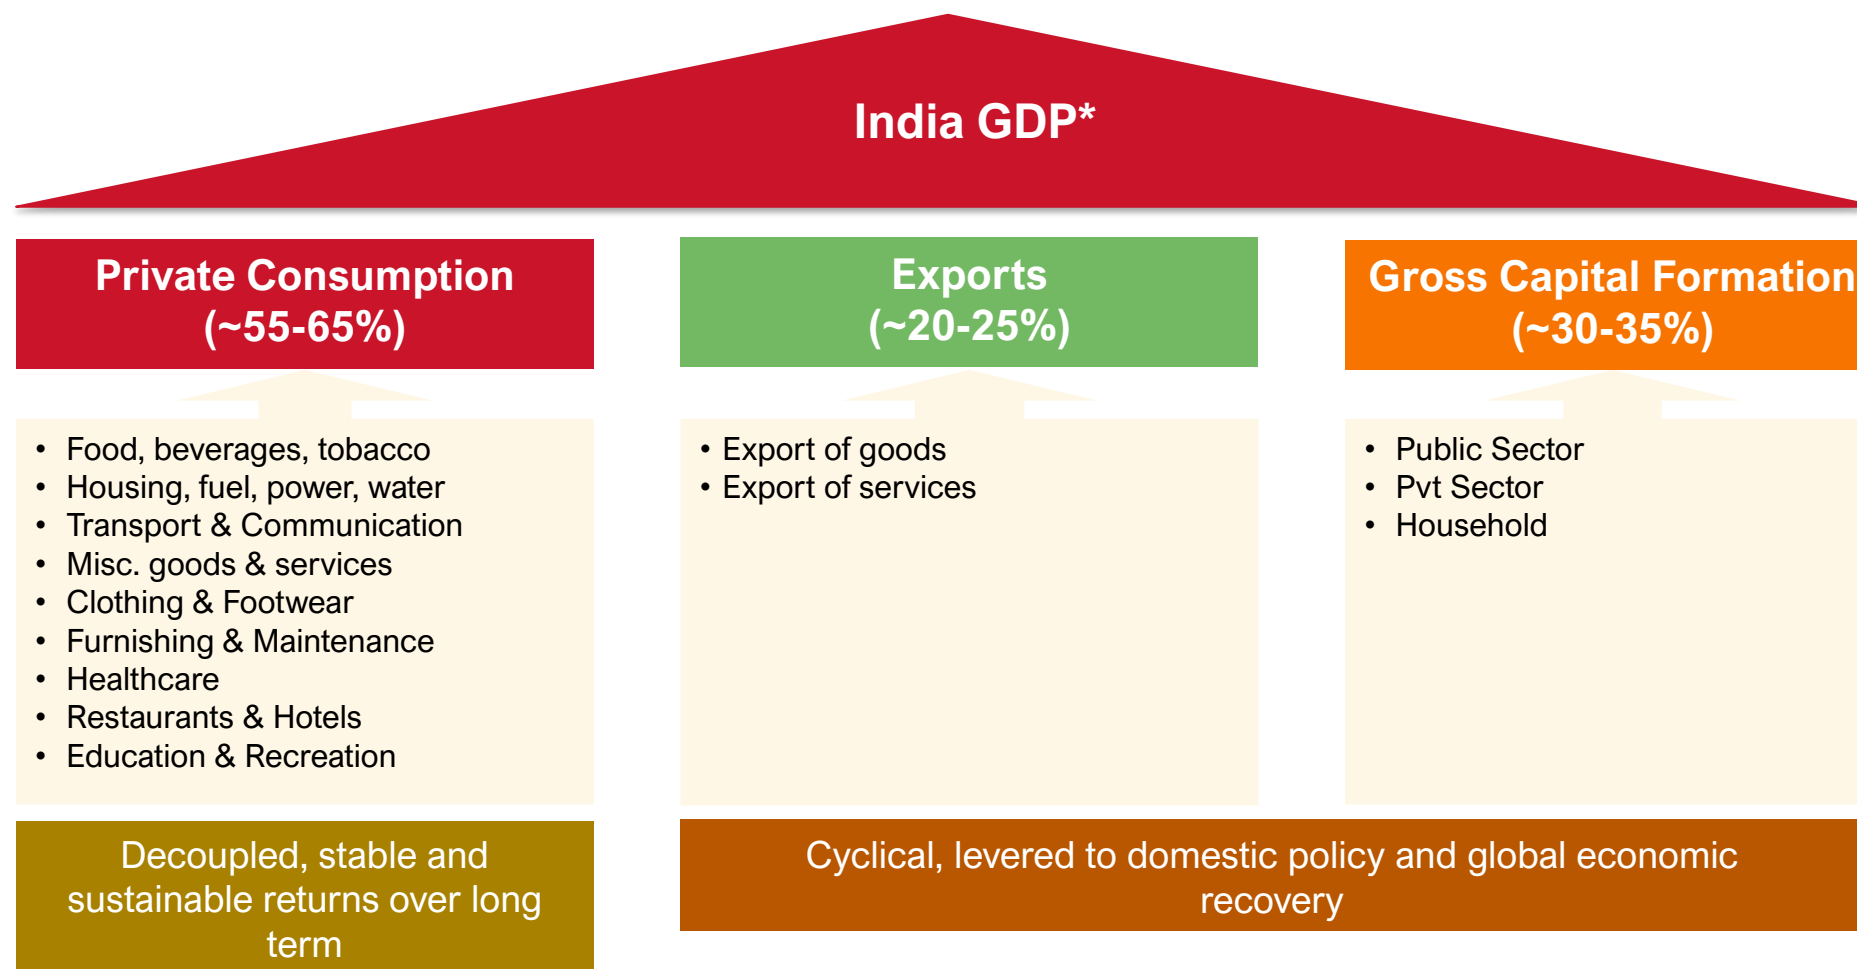 India GDP*
Private Consumption
(~55-65%)
• Food, beverages, tobacco
• Housing, fuel, power, water
• Transport & Communication
• Misc. goods & services
• Clothing & Footwear
• Furnishing & Maintenance
• Healthcare
• Restaurants & Hotels
• Education & Recreation
Decoupled, stable and
sustainable returns over long
term
Exports
(~20-25%)
• Export of goods
• Export of services
Gross Capital Formation
(~30-35%)
• Public Sector
• Pvt Sector
• Household
Cyclical, levered to domestic policy and global economic
recovery